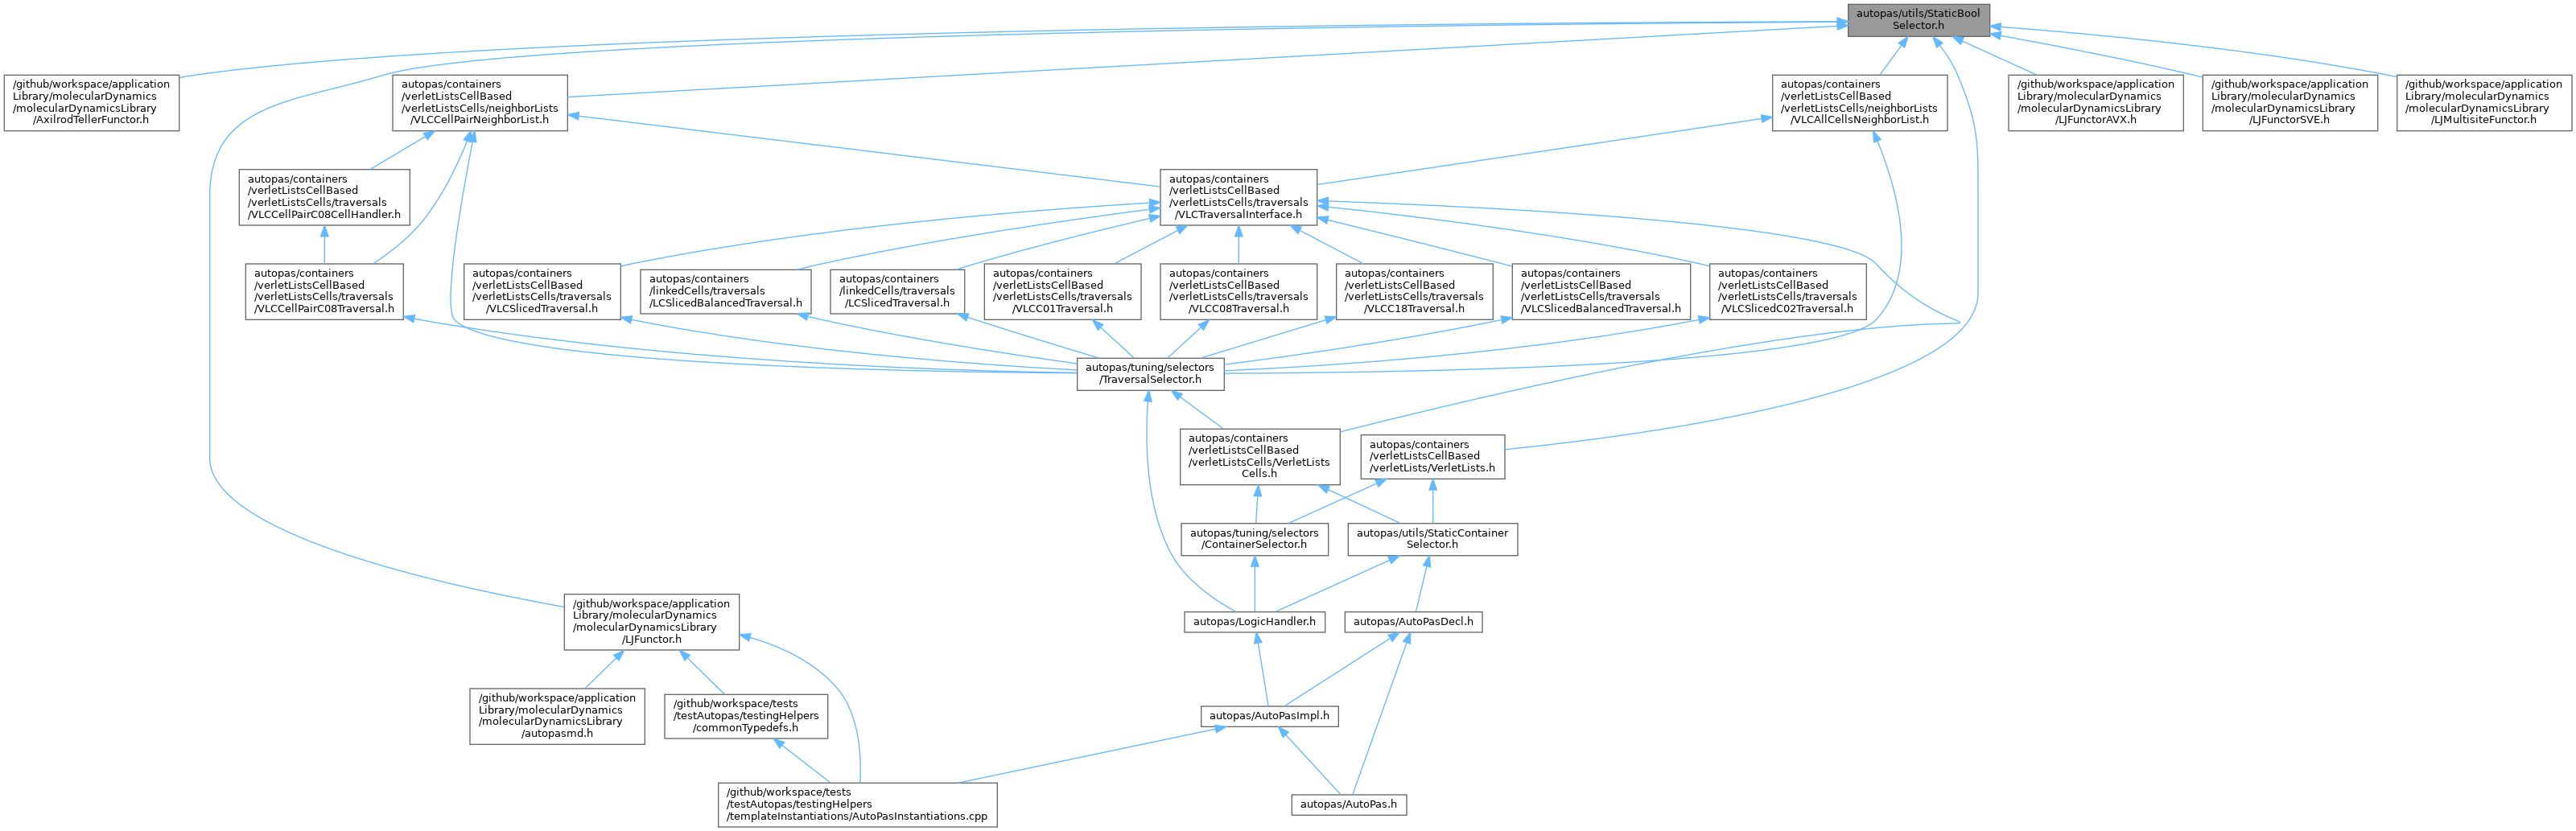 autopas/utils/StaticBool
Selector.h
/github/workspace/application
Library/molecularDynamics
/molecularDynamicsLibrary
/AxilrodTellerFunctor.h
autopas/containers
/verletListsCellBased
/verletListsCells/neighborLists
/VLCCellPairNeighborList.h
autopas/containers
/verletListsCellBased
/verletListsCells/neighborLists
/VLCAllCellsNeighborList.h
/github/workspace/application
Library/molecularDynamics
/molecularDynamicsLibrary
/LJFunctorAVX.h
/github/workspace/application
Library/molecularDynamics
/molecularDynamicsLibrary
/LJFunctorSVE.h
/github/workspace/application
Library/molecularDynamics
/molecularDynamicsLibrary
/LJMultisiteFunctor.h
autopas/containers
/verletListsCellBased
/verletListsCells/traversals
/VLCCellPairC08CellHandler.h
autopas/containers
/verletListsCellBased
/verletListsCells/traversals
/VLCTraversalInterface.h
autopas/containers
/verletListsCellBased
/verletListsCells/traversals
/VLCCellPairC08Traversal.h
autopas/containers
/verletListsCellBased
/verletListsCells/traversals
/VLCSlicedTraversal.h
autopas/containers
/linkedCells/traversals
/LCSlicedBalancedTraversal.h
autopas/containers
/linkedCells/traversals
/LCSlicedTraversal.h
autopas/containers
/verletListsCellBased
/verletListsCells/traversals
/VLCC01Traversal.h
autopas/containers
/verletListsCellBased
/verletListsCells/traversals
/VLCC08Traversal.h
autopas/containers
/verletListsCellBased
/verletListsCells/traversals
/VLCC18Traversal.h
autopas/containers
/verletListsCellBased
/verletListsCells/traversals
/VLCSlicedBalancedTraversal.h
autopas/containers
/verletListsCellBased
/verletListsCells/traversals
/VLCSlicedC02Traversal.h
autopas/tuning/selectors
/TraversalSelector.h
autopas/containers
/verletListsCellBased
/verletListsCells/VerletLists
Cells.h
autopas/containers
/verletListsCellBased
/verletLists/VerletLists.h
autopas/tuning/selectors
/ContainerSelector.h
autopas/utils/StaticContainer
Selector.h
/github/workspace/application
Library/molecularDynamics
/molecularDynamicsLibrary
/LJFunctor.h
autopas/LogicHandler.h
autopas/AutoPasDecl.h
/github/workspace/application
Library/molecularDynamics
/molecularDynamicsLibrary
/autopasmd.h
/github/workspace/tests
/testAutopas/testingHelpers
/commonTypedefs.h
autopas/AutoPasImpl.h
/github/workspace/tests
/testAutopas/testingHelpers
/templateInstantiations/AutoPasInstantiations.cpp
autopas/AutoPas.h